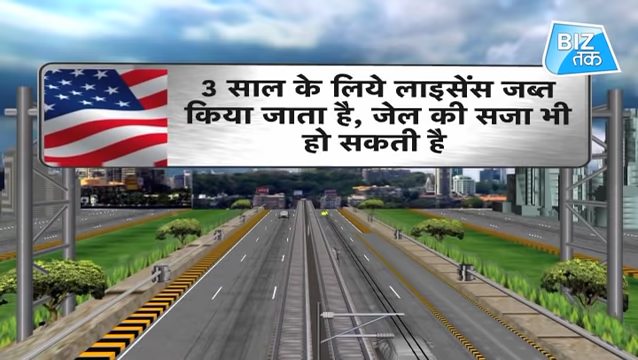 BIZ
तक
3 साल के लिये लाइसेंस जब्त
किया जाता है, जेल की सजा भी
हो सकती है